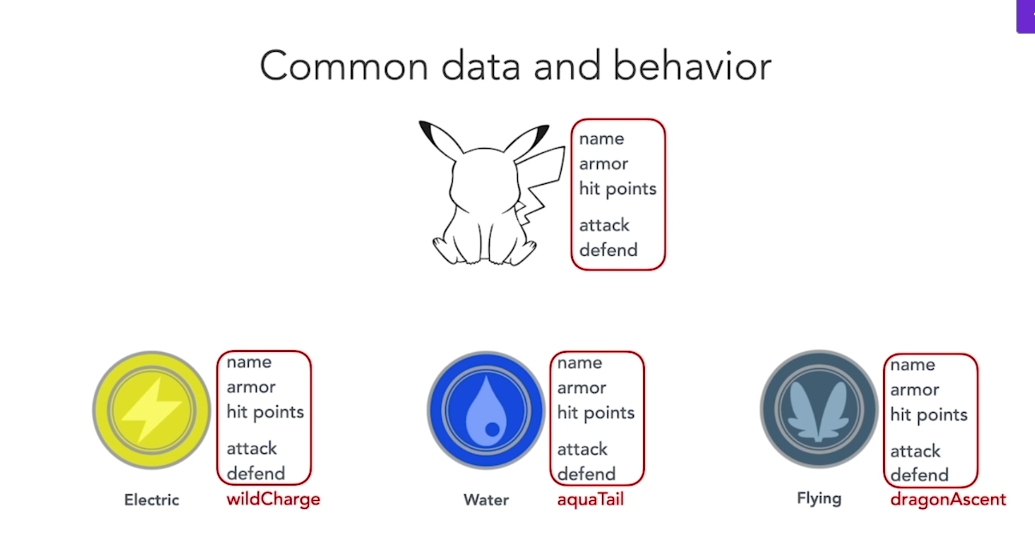 Common data and behavior
name
armor
hit points
attack
defend
name
armor
hit points
attack
defend
Electric
wildCharge
name
armor
hit points
attack
defend
Water
aquaTail
name
armor
hit points
attack
defend
Flying
dragonAscent